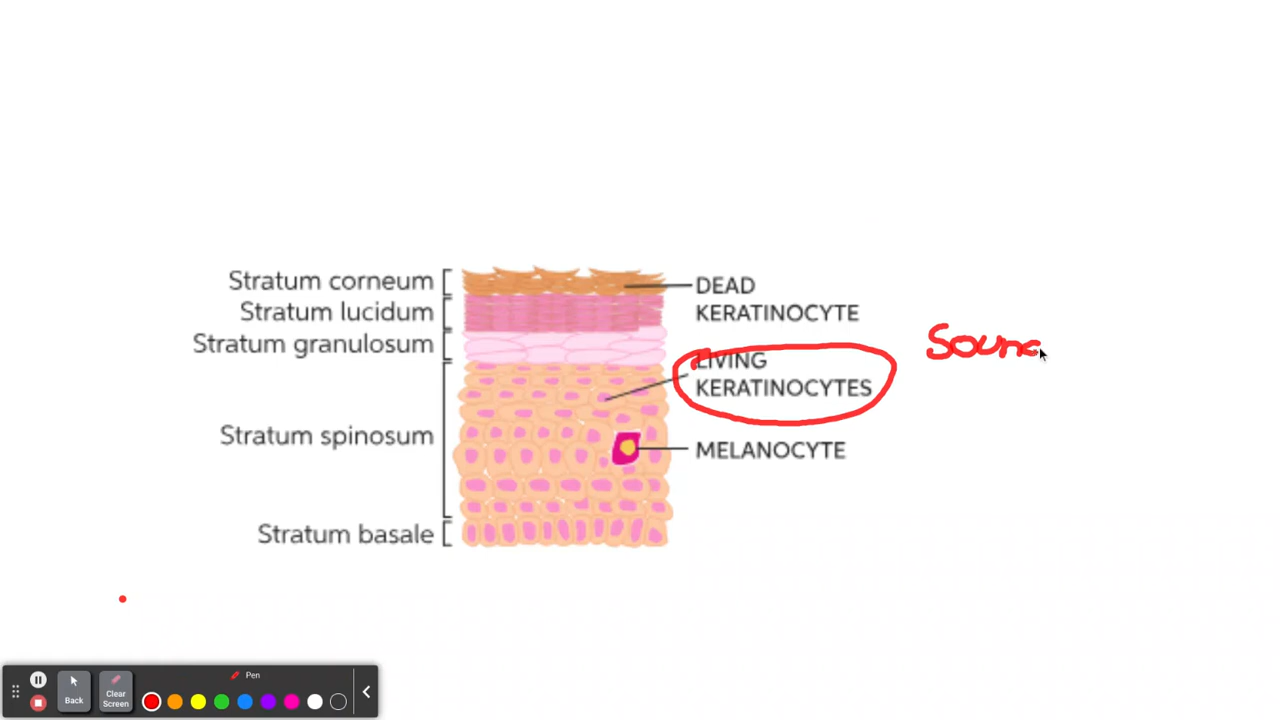 Stratum corneum
DEAD
KERATINOCYTE
Stratum lucidum
Stratum granulosum
LIVING
KERATINOCYTES
Stratum spinosum
MELANOCYTE
Stratum basale
Pen
Back
Clear
Screen